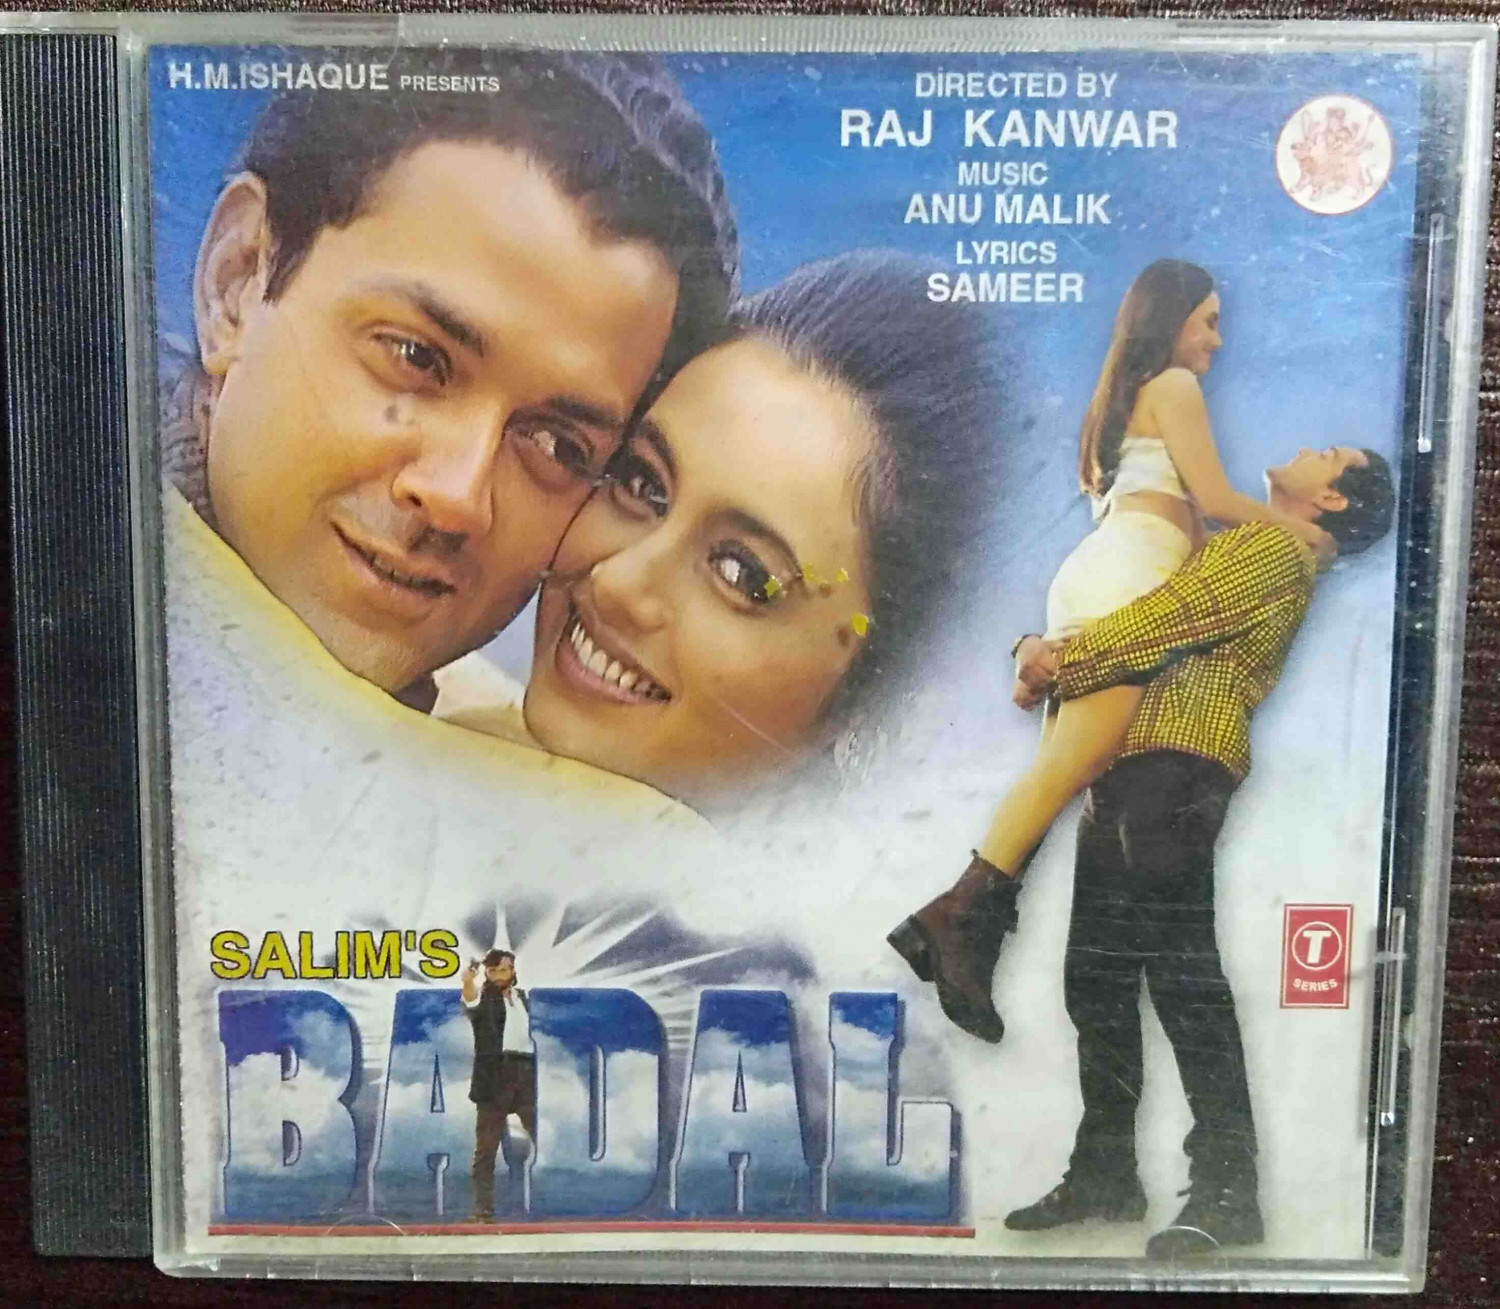 H.M.ISHAQUE PRESENTS
DIRECTED BY
RAJ KANWAR
MUSIC
ANU MALIK
LYRICS
SAMEER
SALIM'S
BADAL
T
SERIES